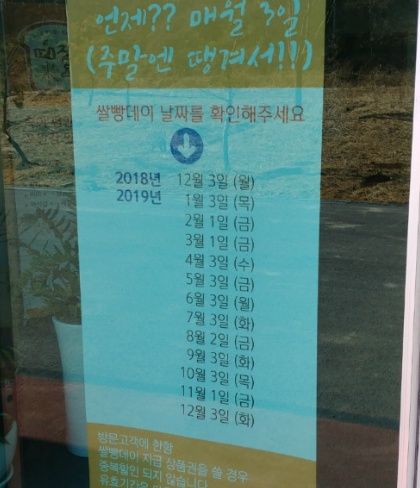 언제?? 매월 3일
(주말엔 땡겨서!!)
쌀빵데이 날짜를 확인해주세요
2018년 12월 3일 (월)
2019년 1월 3일 (목)
2월 1일 (금)
3월 1일 (금)
4월 3일 (수)
5월 3일 (금)
6월 3일 (월)
7월 3일 (화)
8월 2일 (금)
9월 3일 (화)
10월 3일 (목)
11월 1일 (금)
12월 3일 (화)
방문고객에 한함
쌀빵데이 지급 상품권을 쓸 경우
중복할인 되지 않습니다
유효기간은